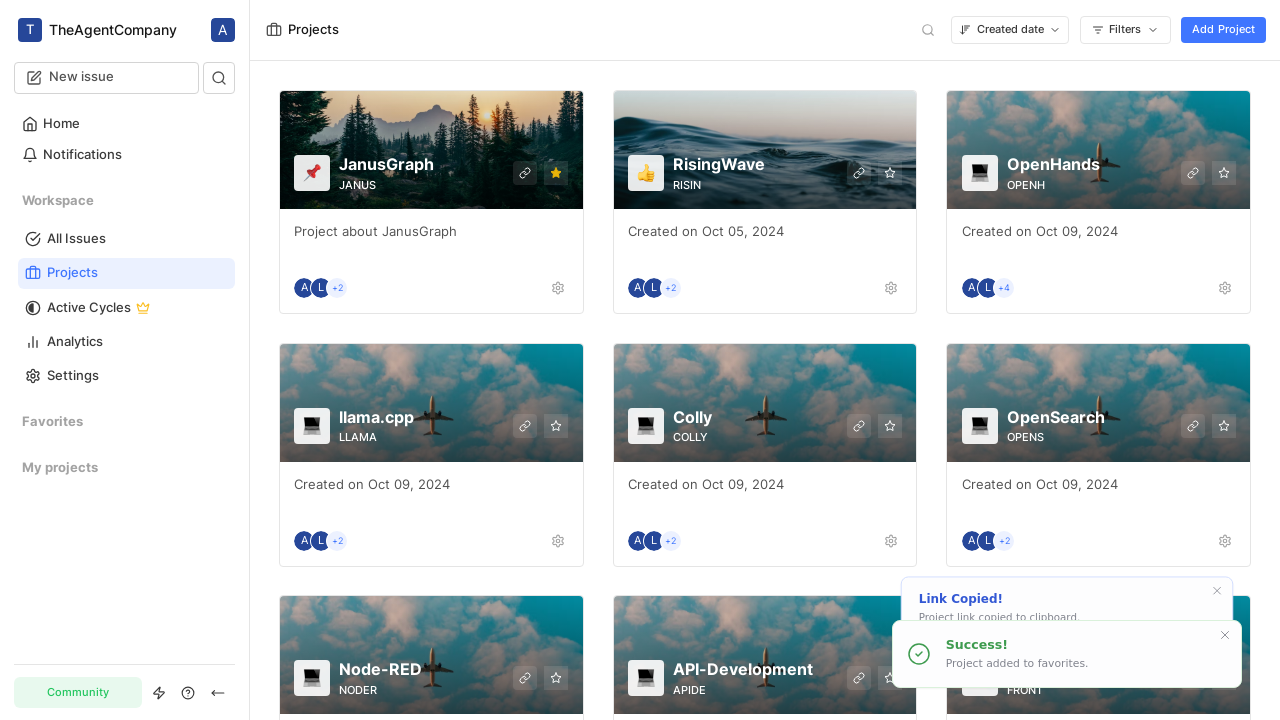 T TheAgentCompany A
New issue
Home
Notifications
Workspace
All Issues
Projects
Active Cycles
Analytics
Settings
Favorites
My projects
Community
Projects
Created date
Filters
Add Project
JanusGraph
JANUS
Project about JanusGraph
A L +2
RisingWave
RISIN
Created on Oct 05, 2024
A L +2
OpenHands
OPENH
Created on Oct 09, 2024
A L +4
llama.cpp
LLAMA
Created on Oct 09, 2024
A L +2
Colly
COLLY
Created on Oct 09, 2024
A L +2
OpenSearch
OPENS
Created on Oct 09, 2024
A L +2
Node-RED
NODER
API-Development
APIDE
FRONT
Link Copied!
Project link copied to clipboard
Success!
Project added to favorites.